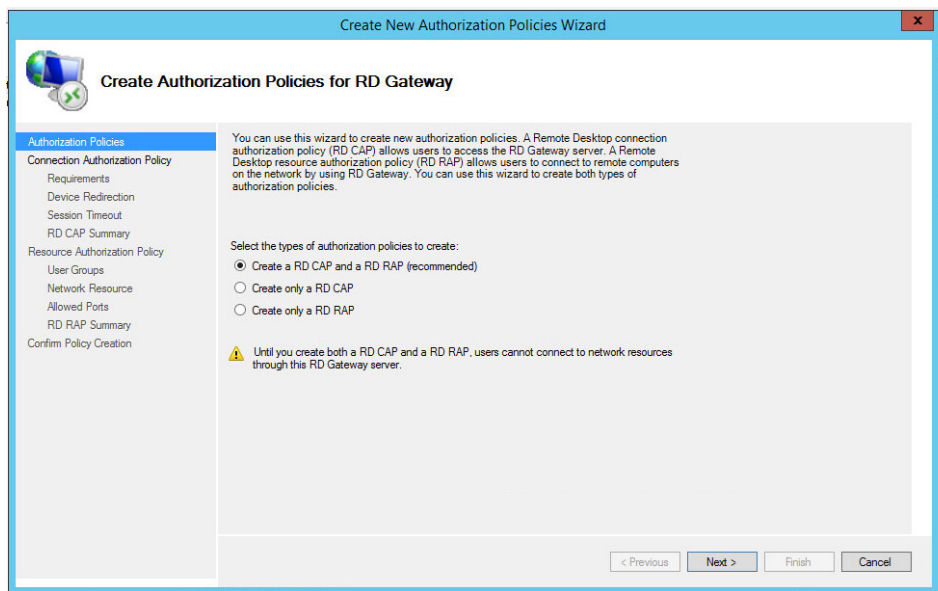 Create New Authorization Policies Wizard
x
Create Authorization Policies for RD Gateway
Authorization Policies
Connection Authorization Policy
Requirements
Device Redirection
Session Timeout
RD CAP Summary
Resource Authorization Policy
User Groups
Network Resource
Allowed Ports
RD RAP Summary
Confirm Policy Creation
You can use this wizard to create new authorization policies. A Remote Desktop connection
authorization policy (RD CAP) allows users to access the RD Gateway server. A Remote
Desktop resource authorization policy (RD RAP) allows users to connect to remote computers
on the network by using RD Gateway. You can use this wizard to create both types of
authorization policies.
Select the types of authorization policies to create:
Create a RD CAP and a RD RAP (recommended)
Create only a RD CAP
Create only a RD RAP
Until you create both a RD CAP and a RD RAP, users cannot connect to network resources
through this RD Gateway server.
< Previous
Next >
Finish
Cancel